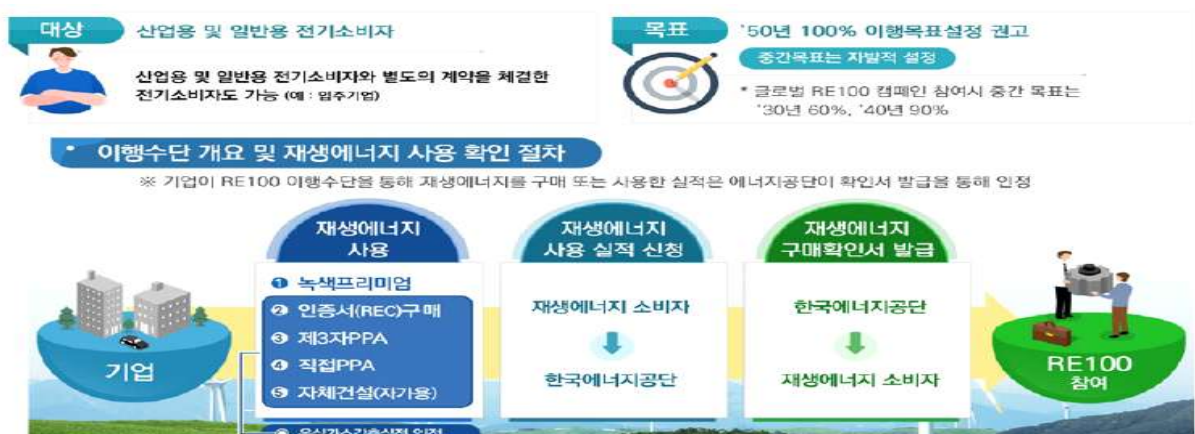 대상
산업용 및 일반용 전기소비자
산업용 및 일반용 전기소비자와 별도의 계약을 체결한
전기소비자도 가능 (예 : 입주기업)
목표
'50년 100% 이행목표설정 권고
중간목표는 자발적 설정
* 글로벌 RE100 캠페인 참여시 중간 목표는
'30년 60%, '40년 90%
• 이행수단 개요 및 재생에너지 사용 확인 절차
※ 기업이 RE100 이행수단을 통해 재생에너지를 구매 또는 사용한 실적은 에너지공단이 확인서 발급을 통해 인정
기업
재생에너지
사용
❶ 녹색프리미엄
❷ 인증서(REC)구매
❸ 제3자PPA
❹ 직접PPA
❺ 자체건설(자가용)
재생에너지
사용 실적 신청
재생에너지 소비자
한국에너지공단
재생에너지
구매확인서 발급
한국에너지공단
재생에너지 소비자
RE100
참여